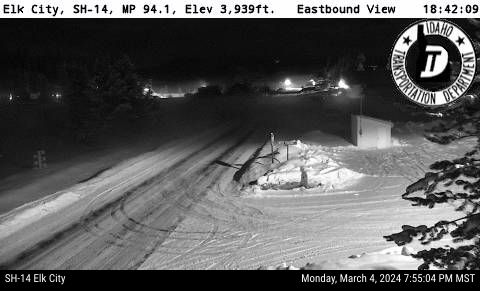 Elk City, SH-14, MP 94.1, Elev 3,939ft. Eastbound View 18:42:09
IDAHO
TRANSPORTATION DEPARTMENT
SH-14 Elk City Monday, March 4, 2024 7:55:04 PM MST